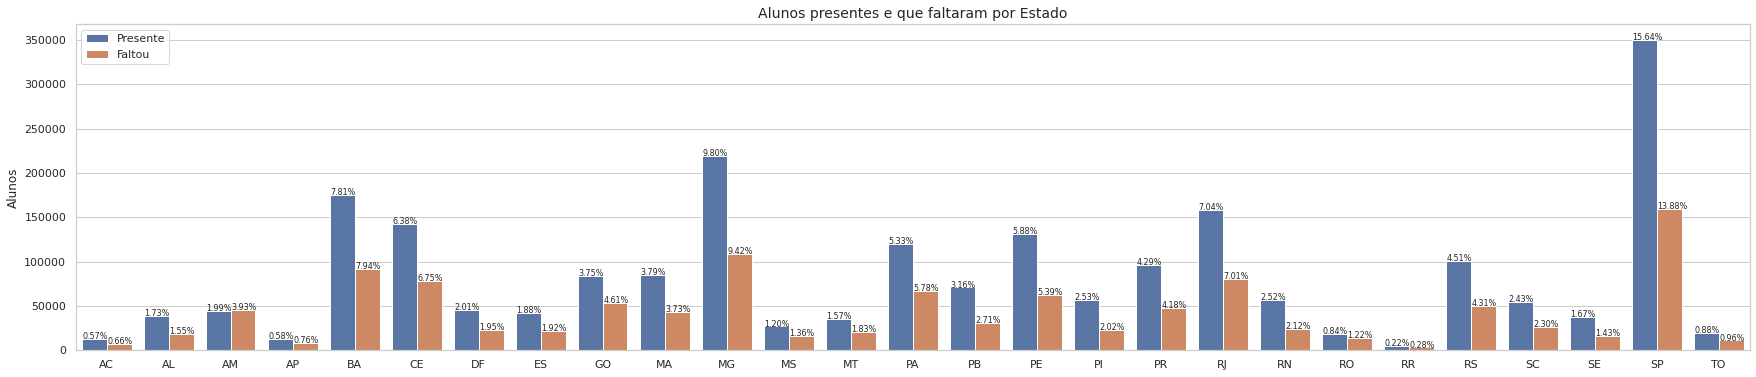 Alunos presentes e que faltaram por Estado
Presente
Faltou
Alunos
350000
300000
250000
200000
150000
100000
50000
0
0.57% 0.66% 1.73% 1.55% 1.99% 3.93% 0.58% 0.76% 7.81% 7.94% 6.38% 6.75% 2.01% 1.95% 1.88% 1.92% 3.75% 4.61% 3.79% 3.73% 9.80% 9.42% 1.20% 1.36% 1.57% 1.83% 5.33% 5.78% 3.16% 2.71% 5.88% 5.39% 2.53% 2.02% 4.29% 4.18% 7.04% 7.01% 2.52% 2.12% 0.84% 1.22% 0.22% 0.28% 4.51% 4.31% 2.43% 2.30% 1.67% 1.43% 15.64% 13.88% 0.88% 0.96%
AC AL AM AP BA CE DF ES GO MA MG MS MT PA PB PE PI PR RJ RN RO RR RS SC SE SP TO